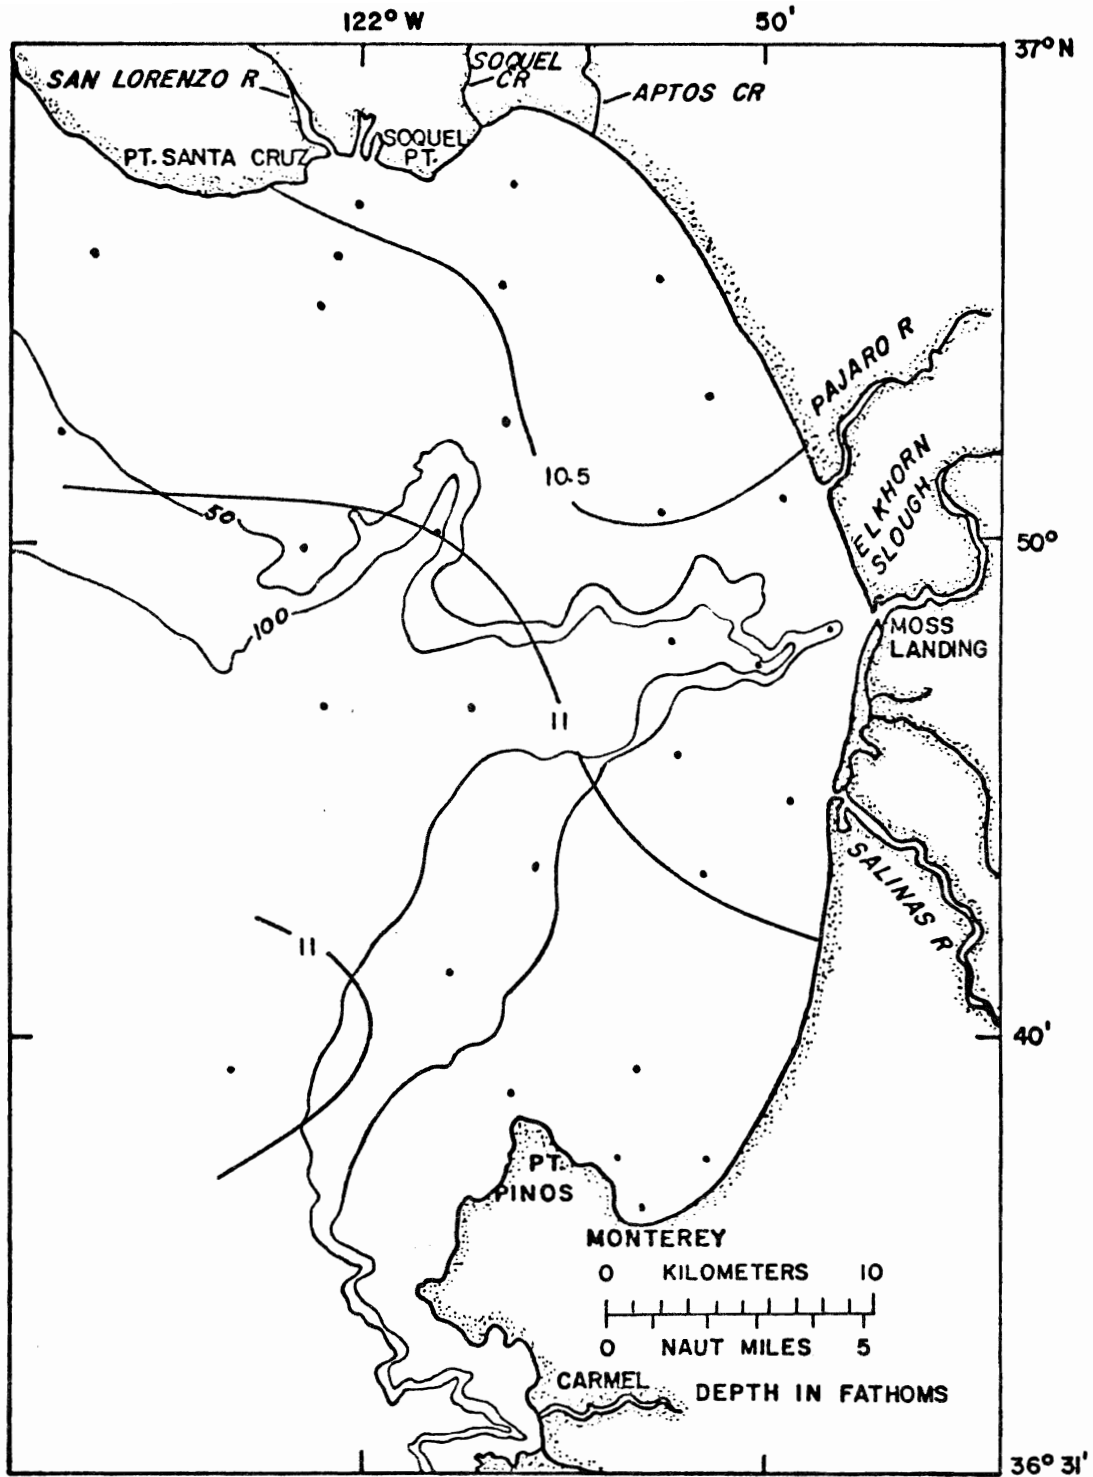 122° W 50'
37° N
SAN LORENZO R
SOQUEL
CR
APTOS CR
PT. SANTA CRUZ
SOQUEL
PT.
PAJARO R
10.5
ELKHORN
SLOUGH
50
50°
100
MOSS
LANDING
11
SALINAS R
11
40'
PT.
PINOS
MONTEREY
0 KILOMETERS 10
0 NAUT MILES 5
CARMEL
DEPTH IN FATHOMS
36° 31'